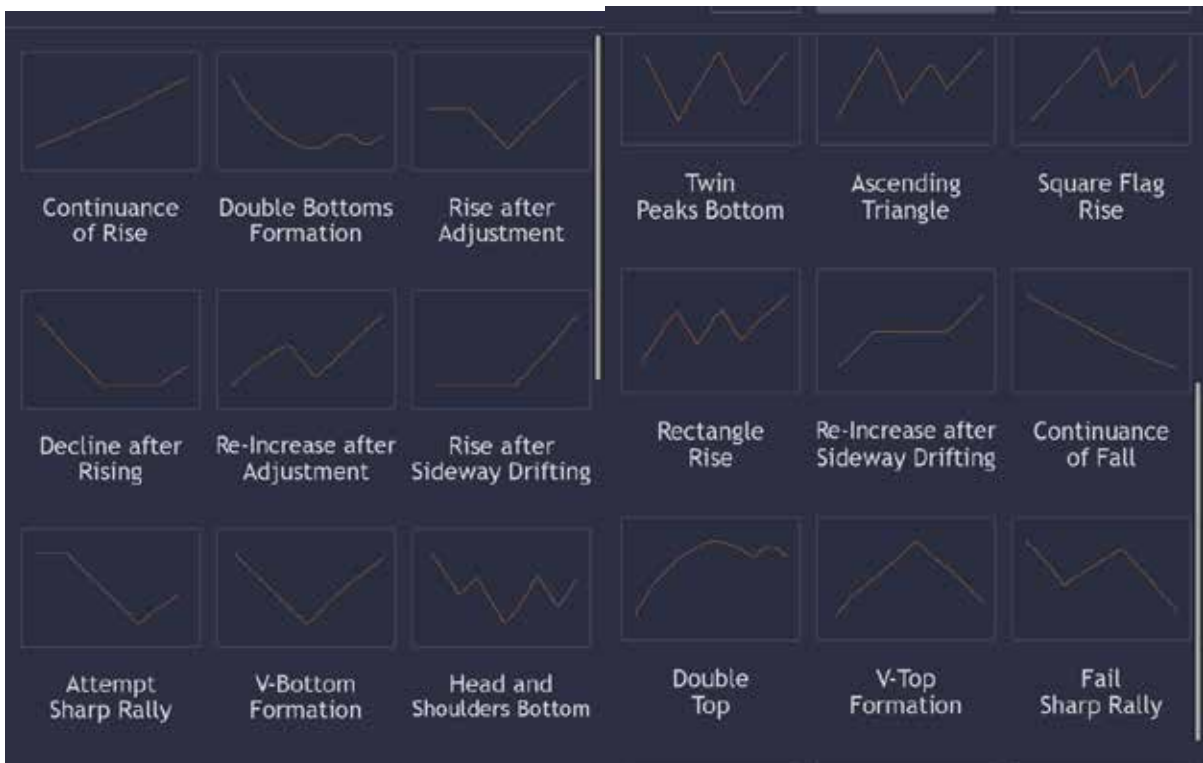 Continuance
of Rise
Double Bottoms
Formation
Rise after
Adjustment
Decline after
Rising
Re-Increase after
Adjustment
Rise after
Sideway Drifting
Attempt
Sharp Rally
V-Bottom
Formation
Head and
Shoulders Bottom
Twin
Peaks Bottom
Ascending
Triangle
Square Flag
Rise
Rectangle
Rise
Re-Increase after
Sideway Drifting
Continuance
of Fall
Double
Top
V-Top
Formation
Fail
Sharp Rally